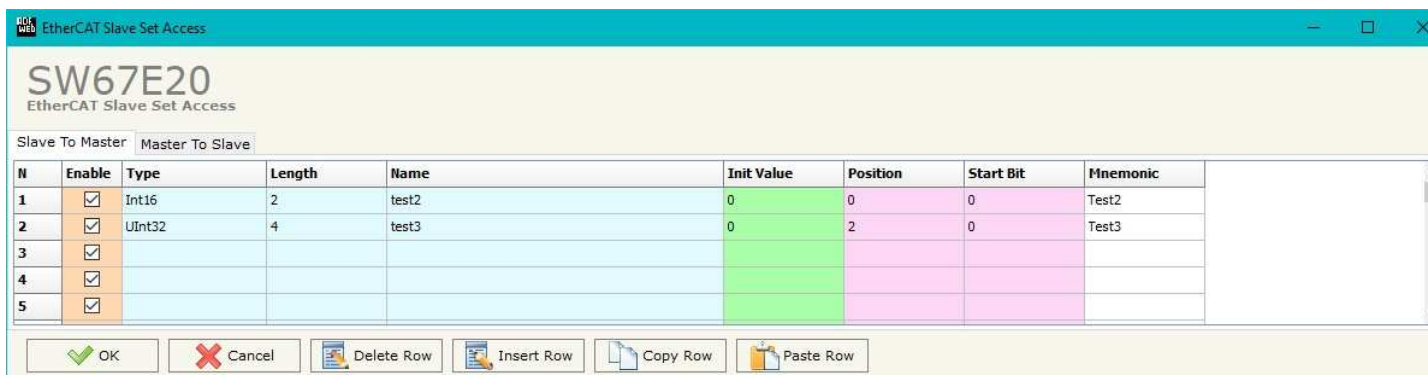 ADF WEB EtherCAT Slave Set Access
SW67E20
EtherCAT Slave Set Access
Slave To Master Master To Slave
N Enable Type Length Name Init Value Position Start Bit Mnemonic
1 Int16 2 test2 0 0 0 Test2
2 UInt32 4 test3 0 2 0 Test3
3
4
5
OK Cancel Delete Row Insert Row Copy Row Paste Row